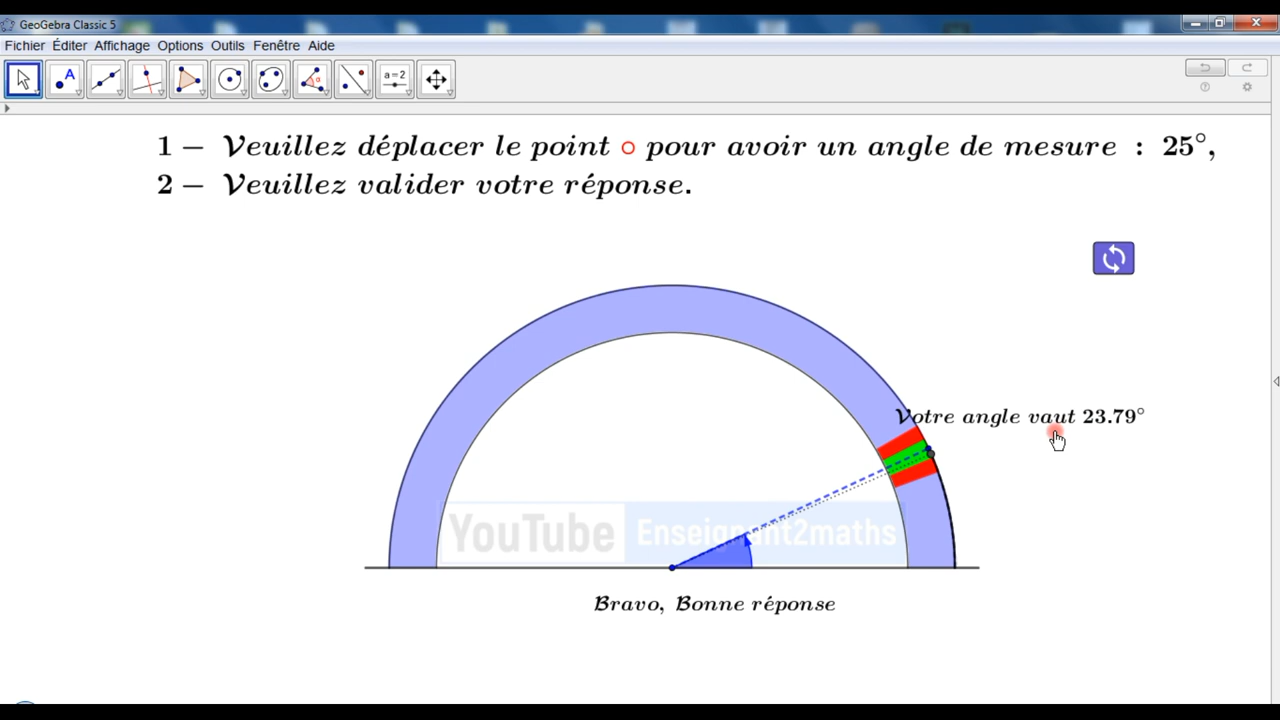 GeoGebra Classic 5
Fichier Éditer Affichage Options Outils Fenêtre Aide
A
α
a=2
1 – Veuillez déplacer le point o pour avoir un angle de mesure : 25°,
2 – Veuillez valider votre réponse.
Votre angle vaut 23.79°
YouTube Enseignant2maths
Bravo, Bonne réponse